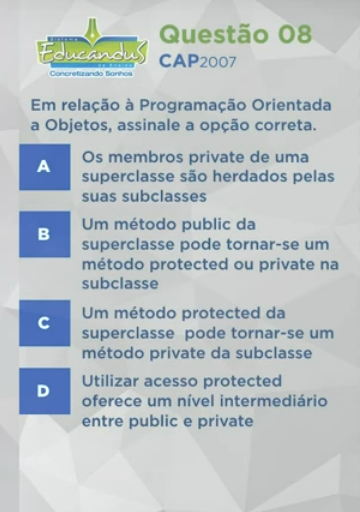 Sistema
Educandus
de Ensino
Concretizando Sonhos
Questão 08
CAP2007
Em relação à Programação Orientada
a Objetos, assinale a opção correta.
A
Os membros private de uma
superclasse são herdados pelas
suas subclasses
B
Um método public da
superclasse pode tornar-se um
método protected ou private na
subclasse
C
Um método protected da
superclasse pode tornar-se um
método private da subclasse
D
Utilizar acesso protected
oferece um nível intermediário
entre public e private